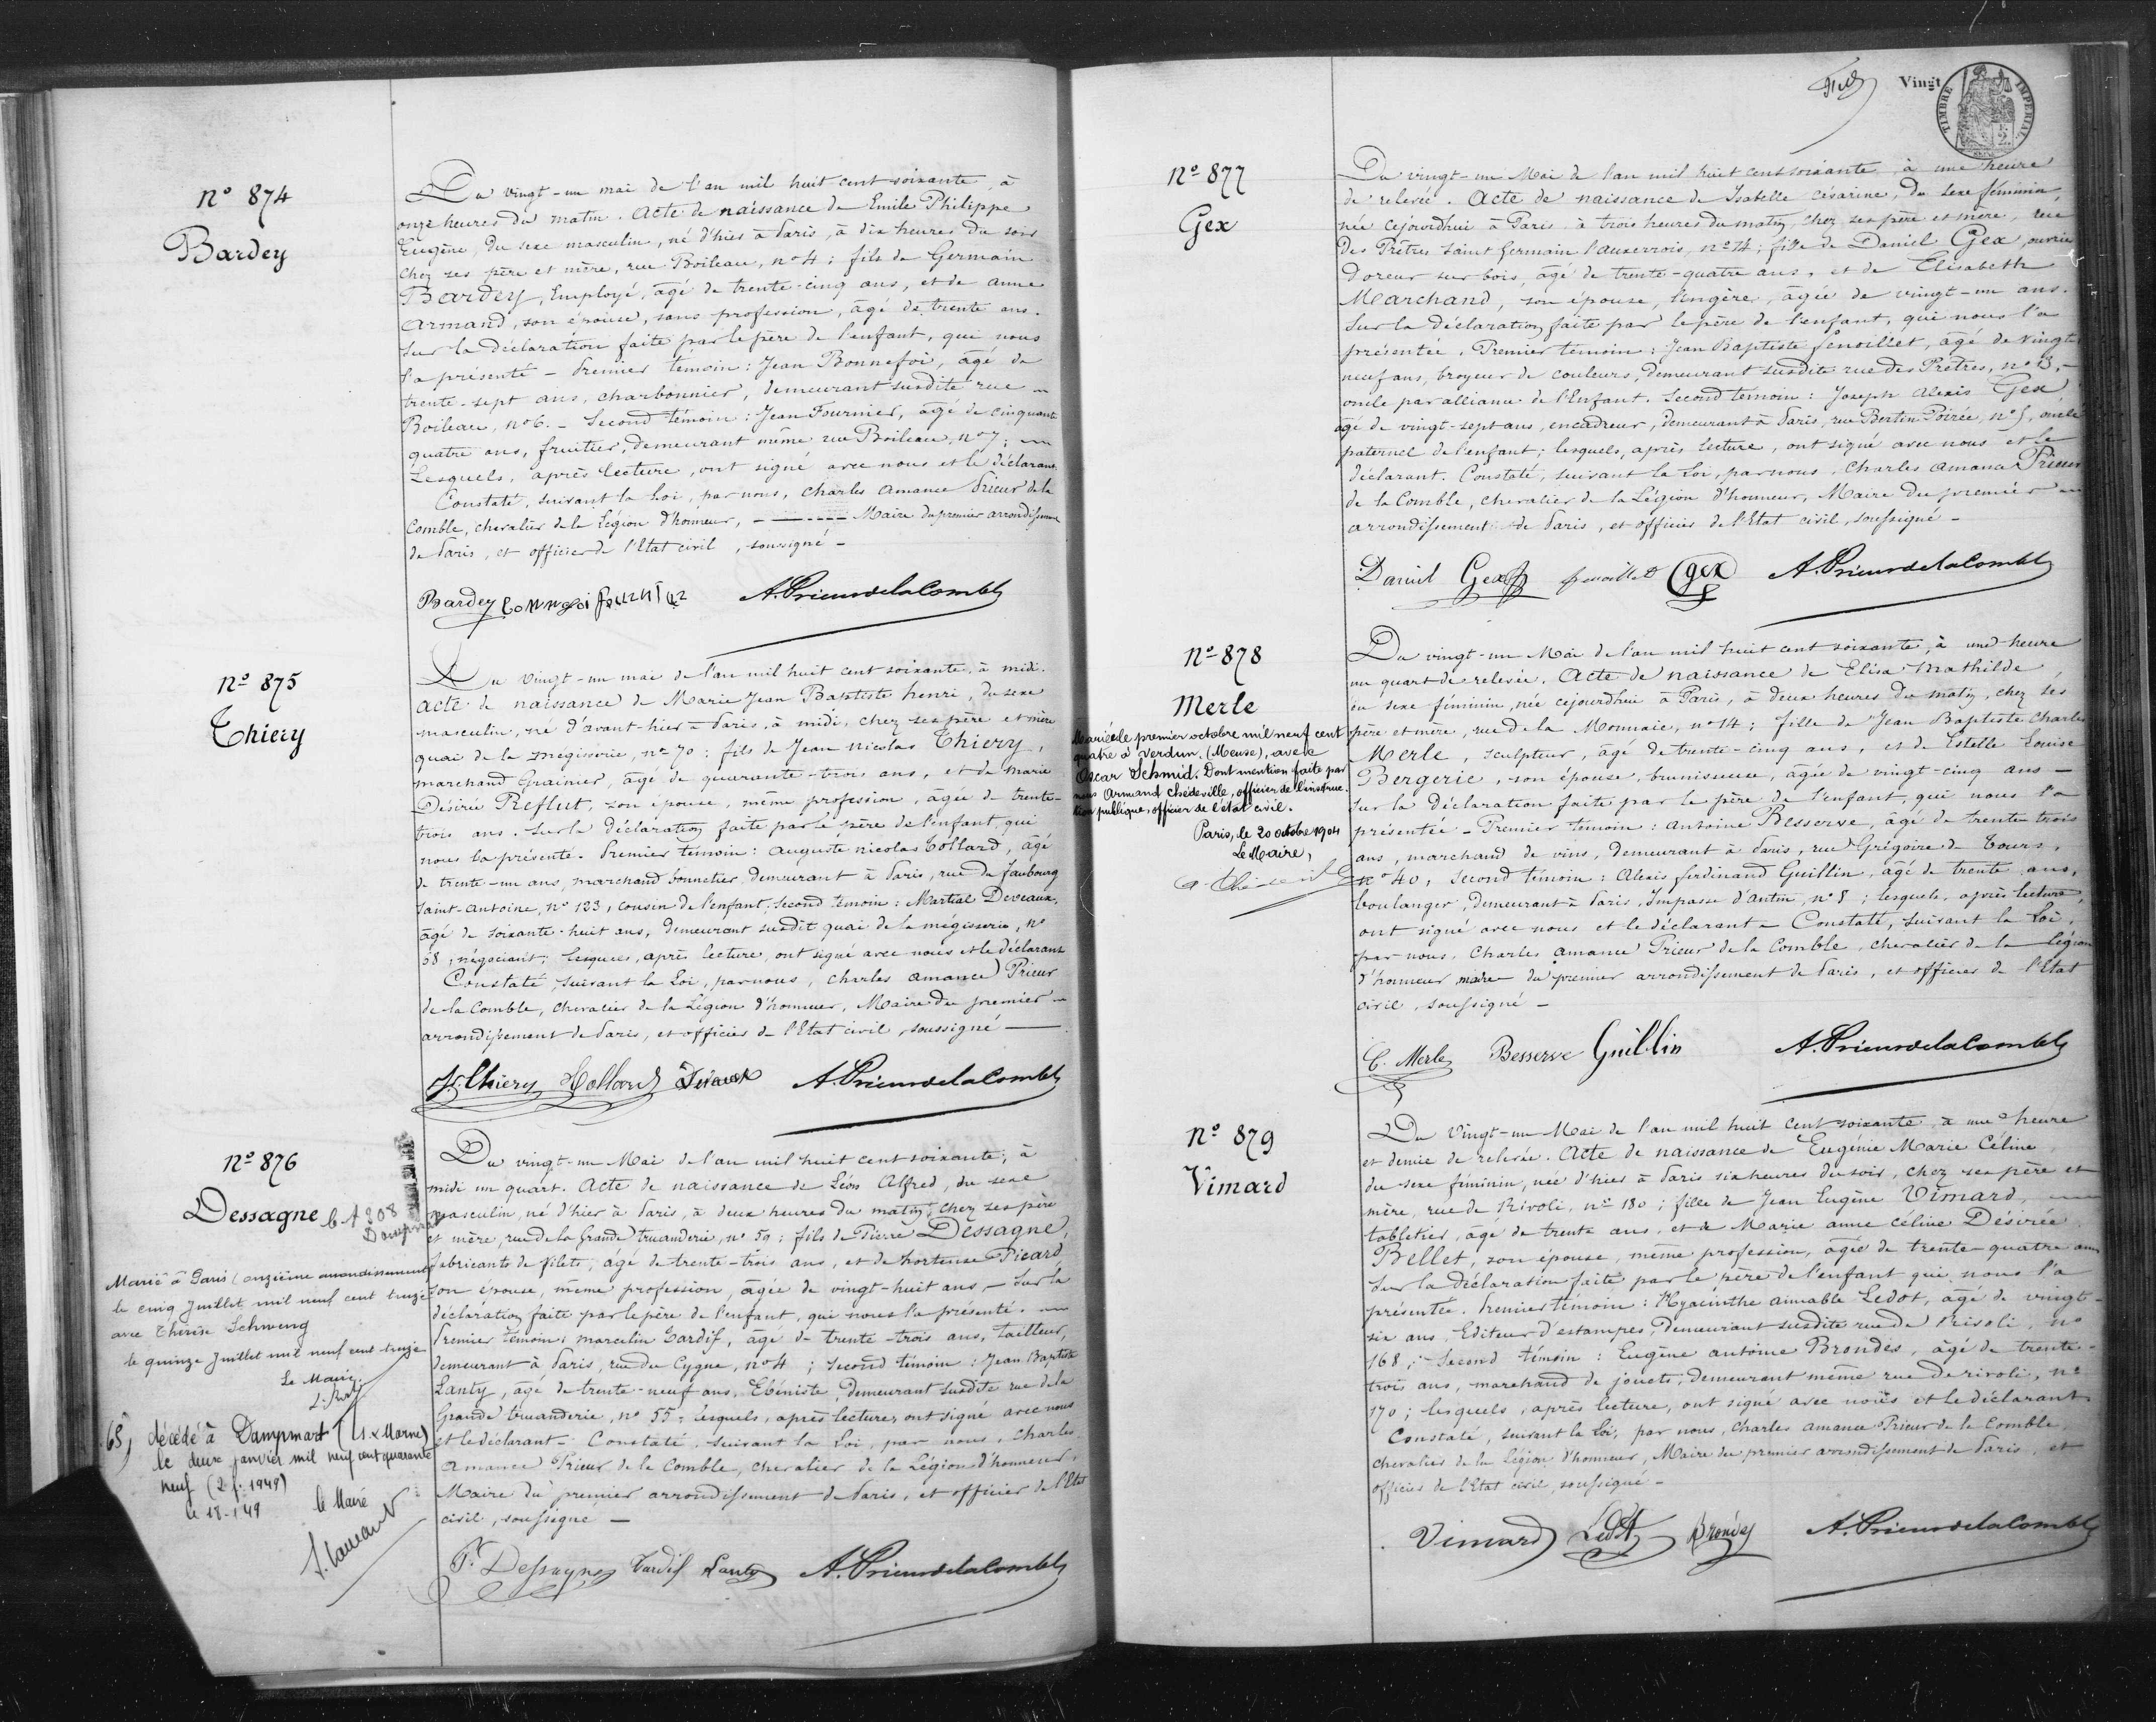 N° 874
Bardey
Du vingt-un mai de l'an mil huit cent soixante, à
onze heures du matin. Acte de naissance de Emile Philippe
Eugène, du sexe masculin, né d'hier à Paris, à dix heures du soir
chez ses père et mère, rue Boileau, n° 4 ; fils de Germain
Bardey, Employé, âgé de trente-cinq ans, et de anne
Armand, son épouse, sans profession, âgé de trente ans.
Sur la déclaration faite par le père de l'enfant, qui nous
l'a présenté - Premier témoin : Jean Bonnefoi, âgé de
trente-sept ans, charbonnier, demeurant susdite rue
Boileau, n° 6. - Second témoin : Jean Fournier, âgé de cinquante
quatre ans, fruitier, demeurant même rue Boileau, n° 7 ;
Lesquels, après lecture, ont signé avec nous et le déclarant
Constaté, suivant la Loi, par nous, Charles Amance Prieur de la
Comble, chevalier de la Légion d'honneur, Maire du premier arrondissement
de Paris, et officier de l'Etat civil, soussigné -
Bardey Bonnefoi fournier A. Prieur de la Comble
N° 875
Thiery
Du Vingt-un mai de l'an mil huit cent soixante, à midi.
Acte de naissance de Marie Jean Baptiste henri, du sexe
masculin, né d'avant-hier à Paris, à midi, chez ses père et mère
quai de la mégisserie, n° 70 : fils de Jean Nicolas Thiery,
marchand Grainier, âgé de quarante-trois ans, et de Marie
Désirée Reflut, son épouse, même profession, âgée de trente-
trois ans. Sur la déclaration faite par le père de l'enfant, qui
nous l'a présenté. Premier témoin : Auguste Nicolas Collard, âgé
de trente-un ans, marchand bonnetier, demeurant à Paris, rue du Faubourg
Saint-Antoine, n° 123, cousin de l'enfant ; second témoin : Martial Deveaux,
âgé de soixante-huit ans, demeurant susdit quai de la mégisserie, n°
68, négociant ; lesquels, après lecture, ont signé avec nous et le déclarant
Constaté, suivant la Loi, par nous, Charles Amance Prieur
de la Comble, chevalier de la Légion d'honneur, Maire du premier
arrondissement de Paris, et officier de l'Etat civil, soussigné
Thiery Collard A. Prieur de la Comble
N° 876
Dessagne
Marié à Paris (onzième arrondissement)
le cinq Juillet mil neuf cent treize
avec Thérèse Schweng
le quinze Juillet mil neuf cent treize
Le Maire,
décédé à Dampmart (S. & Marne)
le deux janvier mil neuf cent quarante
neuf (2 j. 1949)
le 18-1 49 le Maire
Du vingt-un Mai de l'an mil huit cent soixante, à
midi un quart. Acte de naissance de Léon Alfred, du sexe
masculin, né d'hier à Paris, à deux heures du matin, chez ses père
et mère, rue de la Grande truanderie, n° 59 : fils de Pierre Dessagne,
fabricants de filets, âgé de trente-trois ans, et de hortense Picard
son épouse, même profession, âgée de vingt-huit ans, - Sur la
déclaration faite par le père de l'enfant, qui nous l'a présenté.
Premier témoin : Marcelin Tardif, âgé de trente-trois ans, tailleur,
demeurant à Paris, rue du Cygne, n° 4 ; second témoin : Jean Baptiste
Lanty, âgé de trente-neuf ans, Ebéniste, demeurant susdite rue de la
Grande truanderie, n° 55 ; lesquels, après lecture, ont signé avec nous
et le déclarant - Constaté, suivant la Loi, par nous, Charles
Amance Prieur de la Comble, chevalier de la Légion d'honneur,
Maire du premier arrondissement de Paris, et officier de l'Etat
civil, soussigné -
P. Dessagne Tardif Lanty A. Prieur de la Comble
Vingt
TIMBRE IMPERIAL
N° 877
Gex
Du vingt-un Mai de l'an mil huit cent soixante, à une heure
de relevée. Acte de naissance de Isabelle césarine, du sexe féminin
née cejourdhui à Paris, à trois heures du matin, chez ses père et mère, rue
des Prêtres Saint Germain l'auxerrois, n° 14 ; fille de Daniel Gex, ouvrier
Doreur sur bois, âgé de trente-quatre ans, et de Elisabeth
Marchand, son épouse, lingère, âgée de vingt-un ans.
Sur la déclaration faite par le père de l'enfant, qui nous l'a
présentée. Premier témoin : Jean Baptiste fenoillet, âgé de vingt
neuf ans, broyeur de couleurs, demeurant susdite rue des Prêtres, n° 13,
oncle par alliance de l'enfant. Second témoin : Joseph Alexis Gex
âgé de vingt-sept ans, encadreur, demeurant à Paris, rue Bertin Poirée, n° 5, oncle
paternel de l'enfant ; lesquels, après lecture, ont signé avec nous et le
déclarant. Constaté, suivant la Loi, par nous, Charles Amance Prieur
de la Comble, chevalier de la Légion d'honneur, Maire du premier
arrondissement de Paris, et officier de l'Etat civil, soussigné -
Daniel Gex fenoillet Gex A. Prieur de la Comble
N° 878
Merle
Mariée le premier octobre mil neuf cent
quatre à Verdun, (Meuse), avec
Oscar Schmid. Dont mention faite par
nous Armand Chédeville, officier de l'instruc-
tion publique, officier de l'état civil.
Paris, le 20 octobre 1904
Le Maire,
Du vingt-un Mai de l'an mil huit cent soixante, à une heure
un quart de relevée. Acte de naissance de Elisa Mathilde
du sexe féminin, née cejourdhui à Paris, à deux heures du matin, chez ses
père et mère, rue de la Monnaie, n° 14 ; fille de Jean Baptiste Charles
Merle, sculpteur, âgé de trente-cinq ans, et de Estelle Louise
Bergerie, son épouse, brunisseuse, âgée de vingt-cinq ans -
Sur la déclaration faite par le père de l'enfant, qui nous l'a
présentée - Premier témoin : Antoine Besserve, âgé de trente trois
ans, marchand de vins, demeurant à Paris, rue Grégoire de Tours,
n° 40, second témoin : Alexis ferdinand Guillin, âgé de trente ans,
boulanger, demeurant à Paris, Impasse d'antin, n° 8 ; lesquels, après lecture,
ont signé avec nous et le déclarant - Constaté, suivant la Loi,
par nous, Charles Amance Prieur de la Comble, chevalier de la légion
d'honneur maire du premier arrondissement de Paris, et officier de l'Etat
civil, soussigné -
C. Merle Besserve Guillin A. Prieur de la Comble
N° 879
Vimard
Du Vingt-un Mai de l'an mil huit cent soixante, à une heure
et demie de relevée. Acte de naissance de Eugénie Marie Céline
du sexe féminin, née d'hier à Paris six heures du soir, chez ses père et
mère, rue de Rivoli, n° 180 ; fille de Jean Eugène Vimard,
tabletier, âgé de trente ans, et de Marie anne Céline Désirée
Bellet, son épouse, même profession, âgée de trente-quatre ans
Sur la déclaration faite par le père de l'enfant qui nous l'a
présentée. Premier témoin : Hyacinthe aimable Ledot, âgé de vingt-
six ans, Editeur d'estampes, demeurant susdite rue de Rivoli, n°
168 ; Second témoin : Eugène antoine Brondès, âgé de trente-
trois ans, marchand de jouets, demeurant même rue de rivoli, n°
170 ; lesquels, après lecture, ont signé avec nous et le déclarant
Constaté, suivant la Loi, par nous, Charles Amance Prieur de la Comble,
chevalier de la Légion d'honneur, Maire du premier arrondissement de Paris, et
officier de l'Etat civil, soussigné -
Vimard Ledot Brondes A. Prieur de la Comble